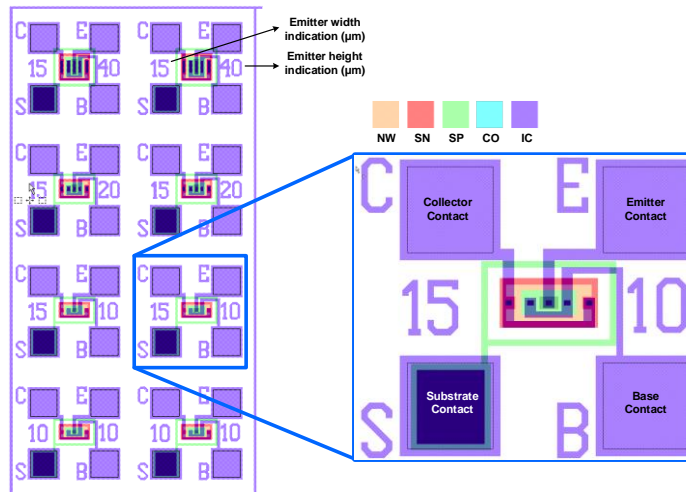 Emitter width
indication (µm)
Emitter height
indication (µm)
C E C E
15 40 15 40
S B S B
C E C E
15 20 15 20
S B S B
C E C E
15 10 15 10
S B S B
C E C E
10 10 10 10
S B S B
NW SN SP CO IC
C E
Collector
Contact
Emitter
Contact
15 10
Substrate
Contact
Base
Contact
S B